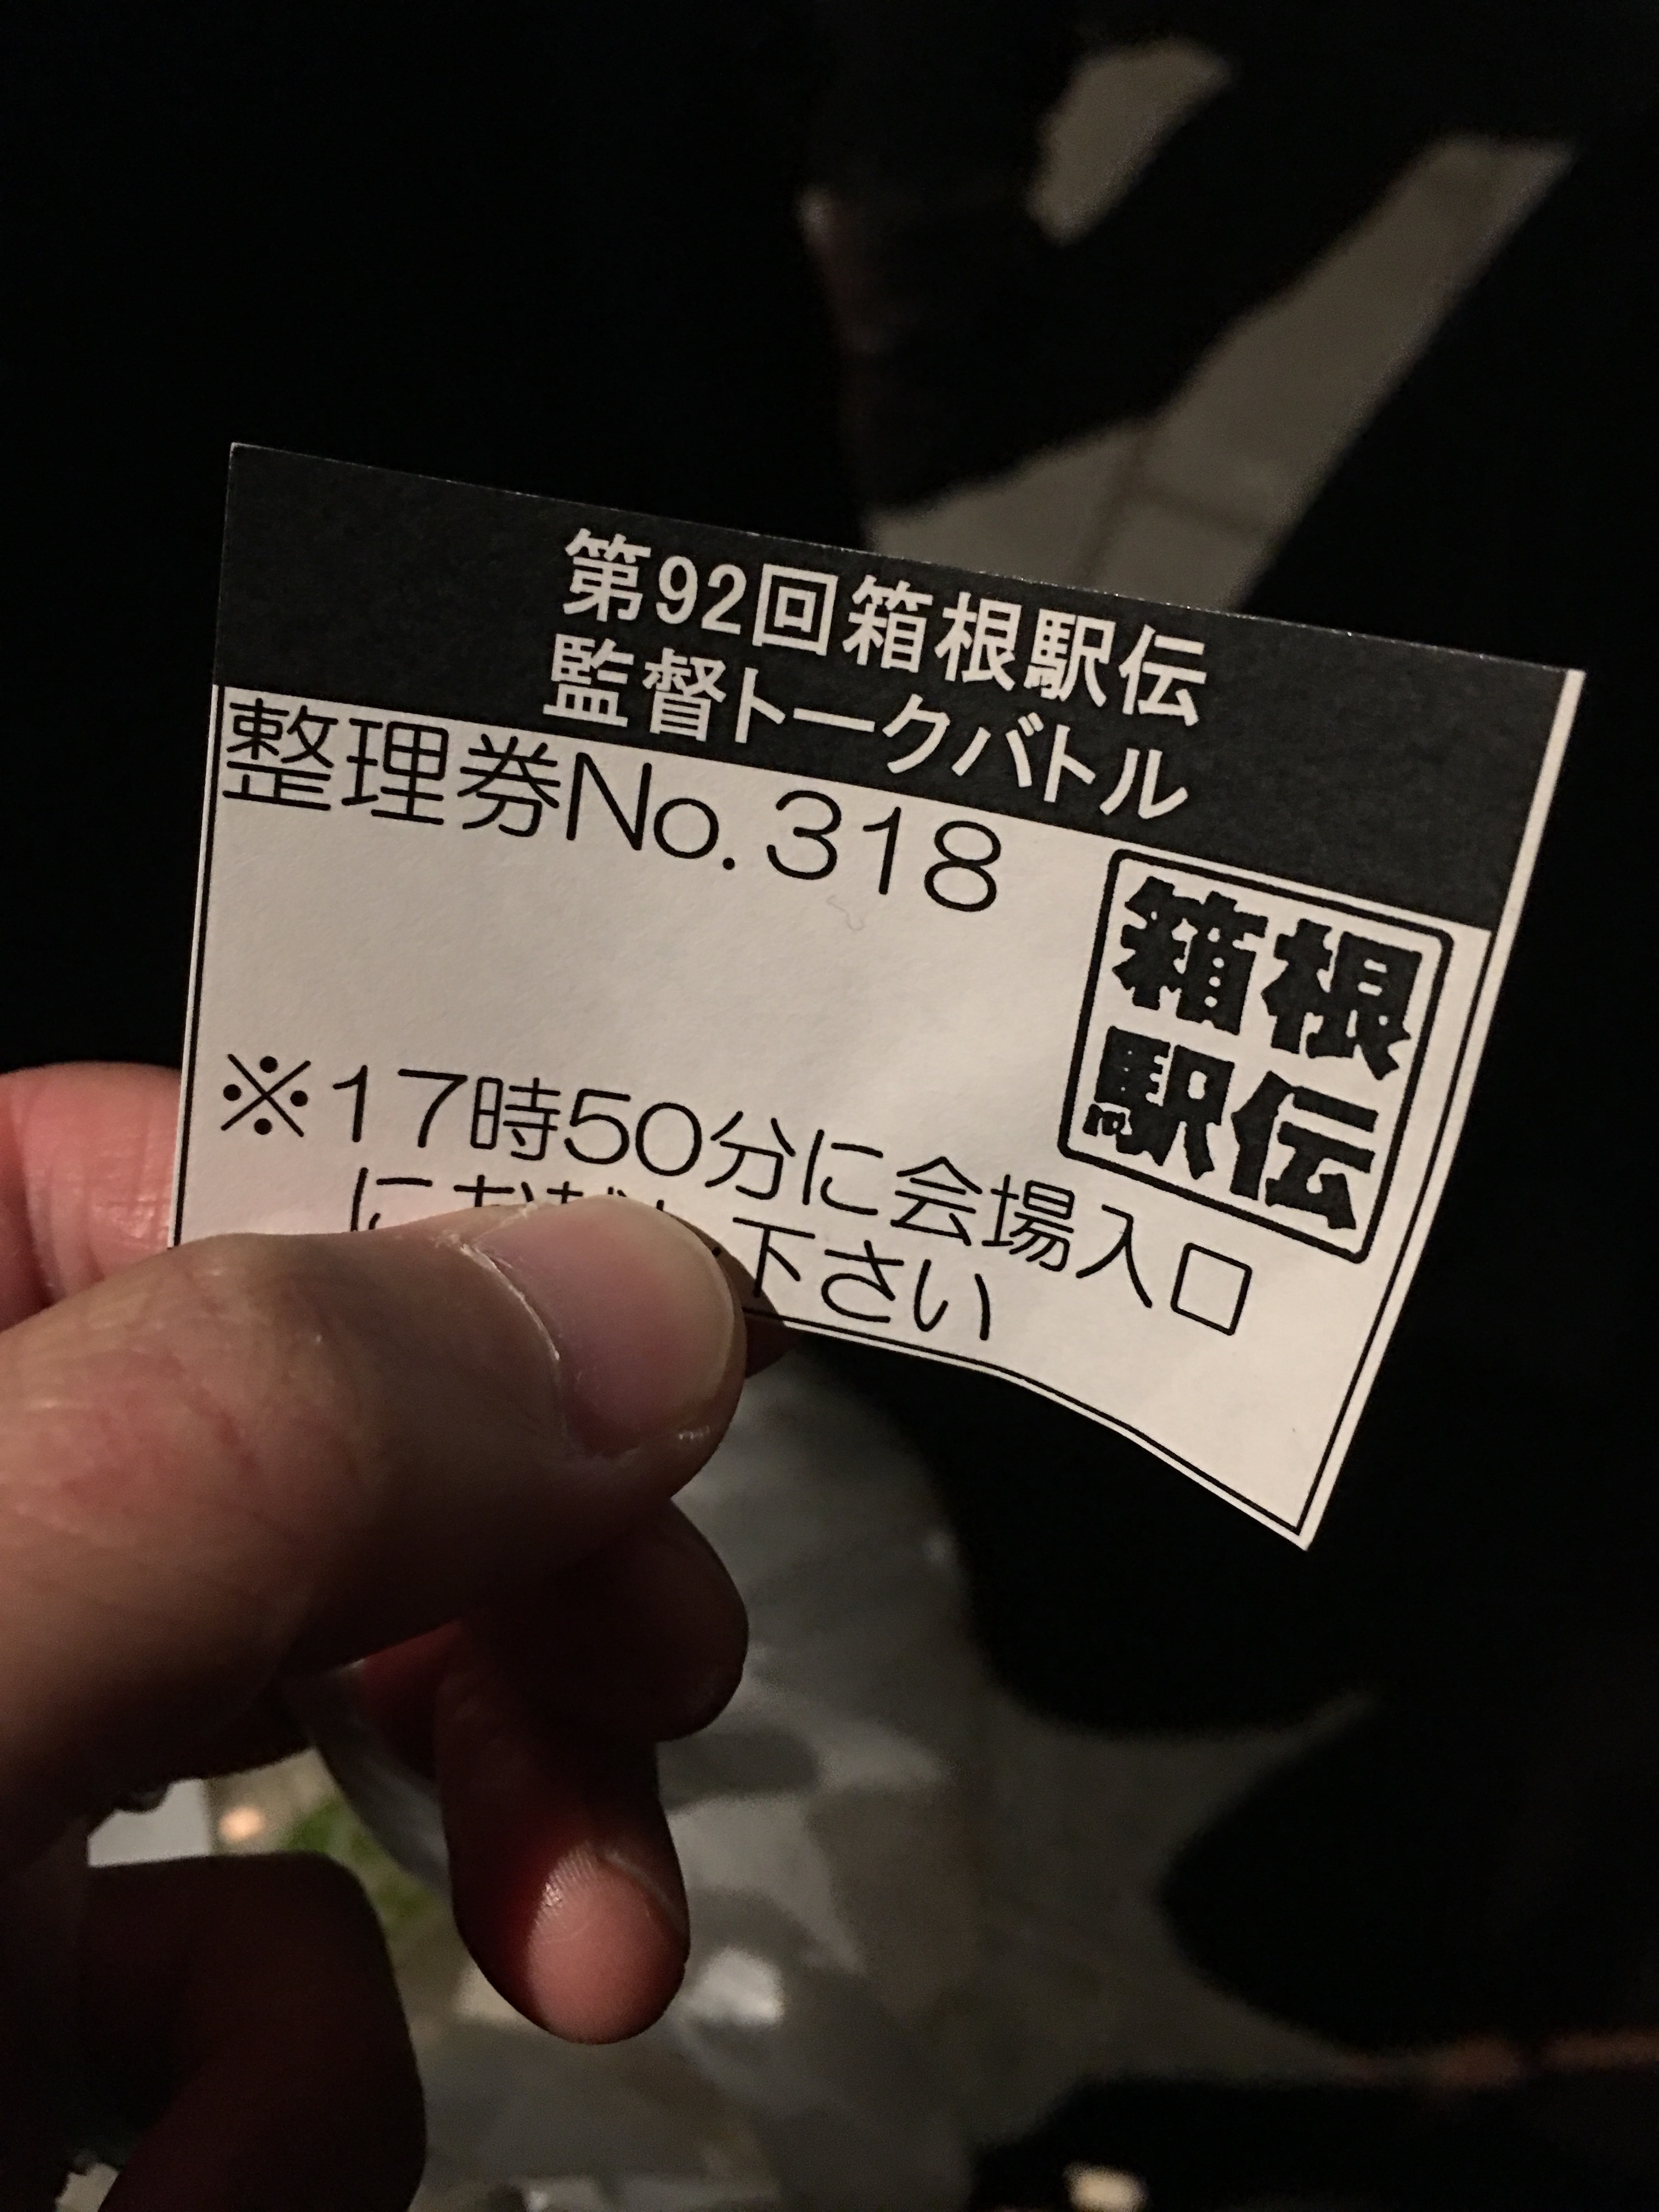 第92回箱根駅伝
監督トークバトル
整理券No.318
箱根
駅伝
※17時50分に会場入口
に 下さい